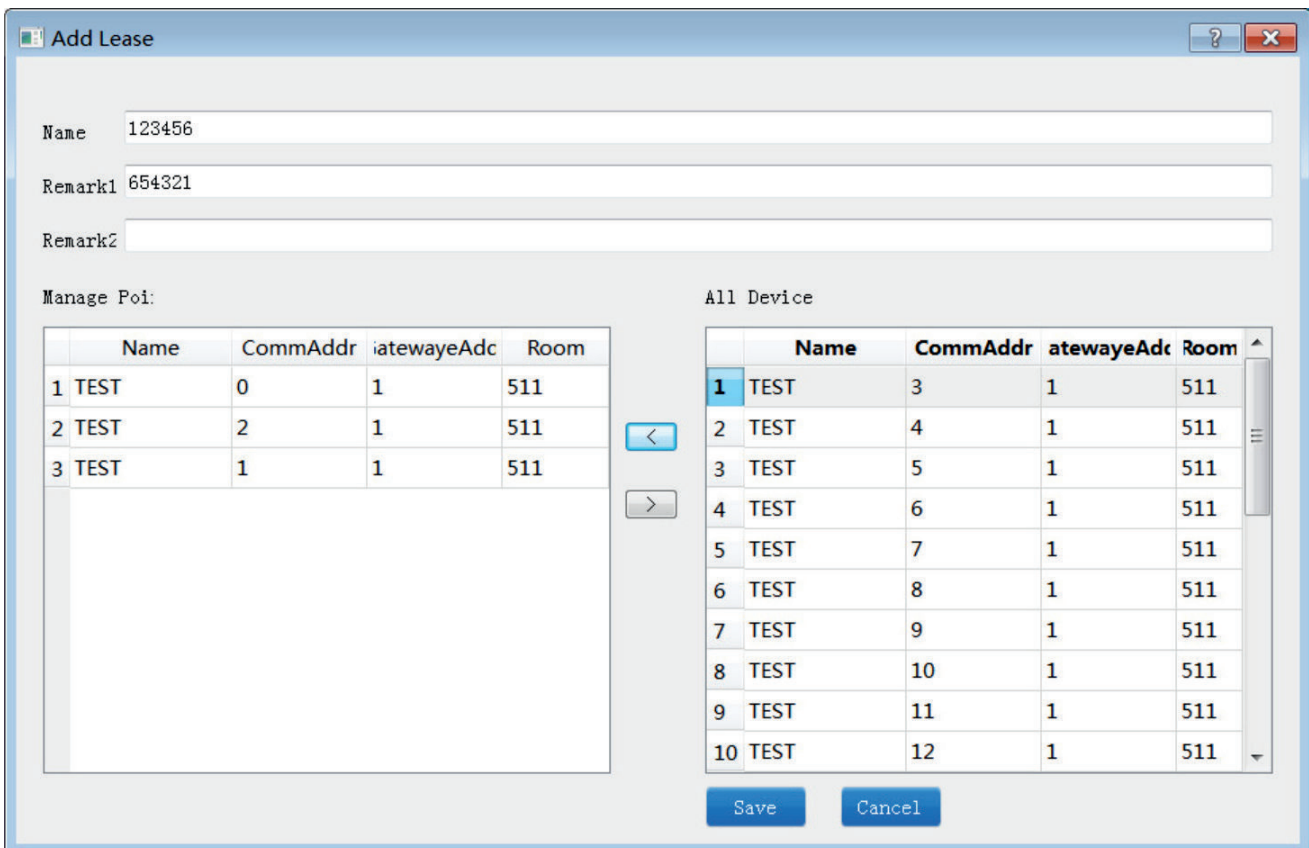 Add Lease
Name 123456
Remark1 654321
Remark2
Manage Poi:
Name CommAddr iatewayeAdd Room
1 TEST 0 1 511
2 TEST 2 1 511
3 TEST 1 1 511
<
>
All Device
Name CommAddr atewayeAdd Room
1 TEST 3 1 511
2 TEST 4 1 511
3 TEST 5 1 511
4 TEST 6 1 511
5 TEST 7 1 511
6 TEST 8 1 511
7 TEST 9 1 511
8 TEST 10 1 511
9 TEST 11 1 511
10 TEST 12 1 511
Save Cancel